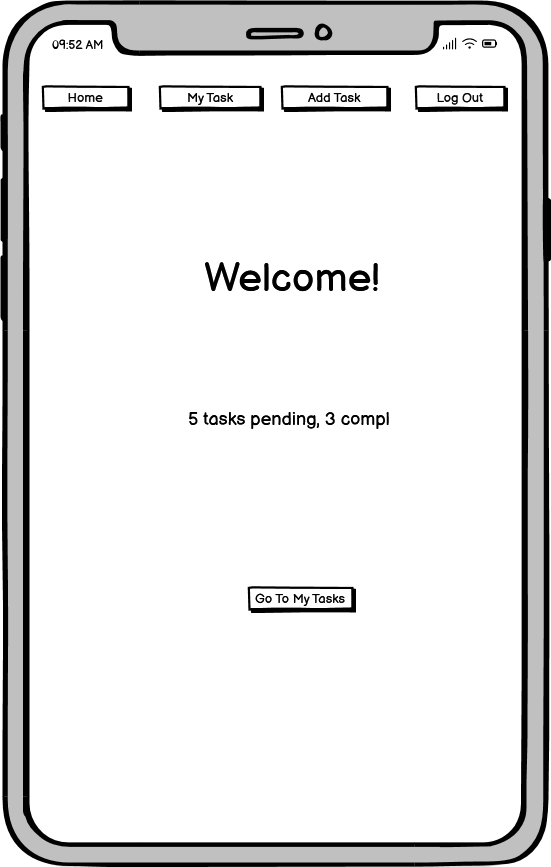 09:52 AM
Home My Task Add Task Log Out
Welcome!
5 tasks pending, 3 compl
Go To My Tasks